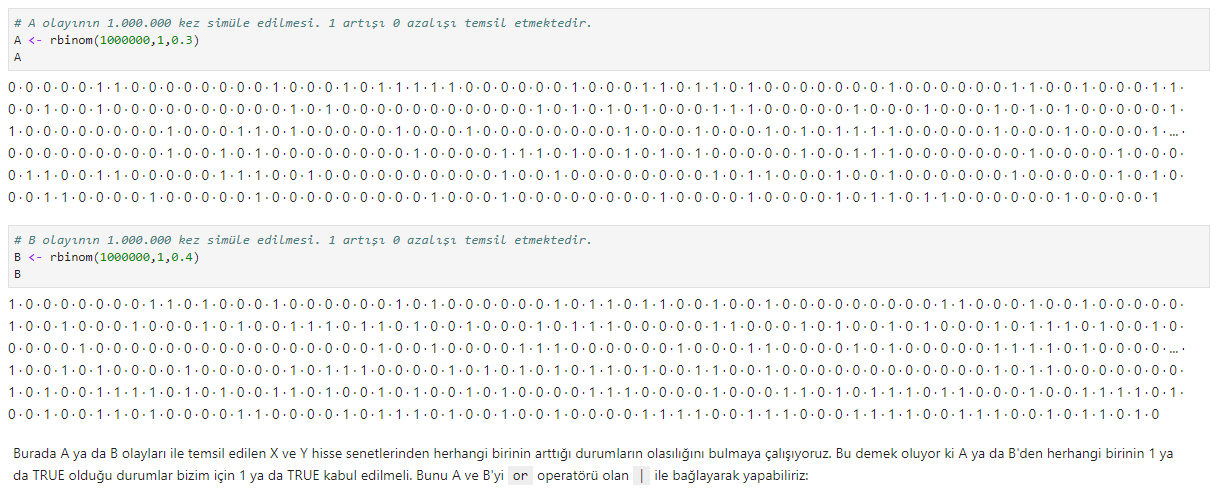 # A olayının 1.000.000 kez simüle edilmesi. 1 artışı 0 azalışı temsil etmektedir.
A <- rbinom(1000000,1,0.3)
A
0·0·0·0·0·1·1·0·0·0·0·0·0·0·0·1·0·0·0·1·0·1·1·1·1·1·0·0·0·0·0·0·1·0·0·0·1·1·0·1·1·0·1·0·0·0·0·0·0·0·1·0·0·0·0·0·0·1·1·0·0·1·0·0·0·1·1·
0·0·1·0·0·1·0·0·0·0·0·0·0·0·0·0·1·0·1·0·0·0·0·0·0·0·0·0·0·0·1·0·1·0·1·0·1·0·0·0·1·1·1·0·0·0·0·0·1·0·0·0·1·0·0·0·1·0·1·0·1·0·0·0·0·0·1·
1·0·0·0·0·0·0·0·0·1·0·0·0·1·1·0·1·0·0·0·0·0·1·0·0·0·1·0·0·0·0·0·0·0·0·1·0·0·0·1·0·0·0·1·0·1·0·1·1·1·1·0·0·0·0·0·1·0·0·0·1·0·0·0·0·1·…·
0·0·0·0·0·0·0·0·0·1·0·0·1·0·1·0·0·0·0·0·0·0·0·1·0·0·0·0·1·1·1·0·1·0·0·1·0·1·0·1·0·0·0·0·0·1·0·0·1·1·1·0·0·0·0·0·0·0·1·0·0·0·0·1·0·0·0·
0·1·1·0·0·1·1·0·0·0·0·0·1·1·1·0·0·1·0·0·0·0·0·0·0·0·0·0·1·0·0·1·0·0·0·0·0·0·0·0·0·0·1·1·0·1·0·0·0·0·1·0·0·0·0·0·0·1·0·0·0·0·0·1·0·1·0·
0·0·1·1·0·0·0·0·1·0·0·0·0·0·1·0·0·0·0·0·0·0·0·0·1·0·0·0·1·0·0·0·0·0·0·0·0·1·0·0·0·0·1·0·0·0·0·1·0·1·1·0·1·1·0·0·0·0·0·0·1·0·0·0·0·1
# B olayının 1.000.000 kez simüle edilmesi. 1 artışı 0 azalışı temsil etmektedir.
B <- rbinom(1000000,1,0.4)
B
1·0·0·0·0·0·0·0·1·1·0·1·0·0·0·1·0·0·0·0·0·0·1·0·1·0·0·0·0·0·0·1·0·1·1·0·1·1·0·0·1·0·0·1·0·0·0·0·0·0·0·0·0·1·1·0·0·0·1·0·0·1·0·0·0·0·0·
1·0·0·1·0·0·0·1·0·0·0·1·0·1·0·0·1·1·1·0·1·1·0·1·0·0·1·0·0·0·1·0·1·1·1·0·0·0·0·0·1·1·0·0·0·1·0·0·1·0·1·0·1·0·0·0·1·0·1·1·1·0·1·0·0·1·0·
0·0·0·0·1·0·0·0·0·0·0·0·0·0·0·0·0·0·0·0·0·1·0·0·1·0·0·0·0·1·1·1·0·0·0·0·0·0·1·0·0·0·1·1·0·0·0·0·0·1·0·0·0·0·0·0·1·1·1·1·0·1·0·0·0·0·…·
1·0·0·1·0·1·0·0·0·0·1·0·0·0·0·0·1·1·0·0·0·1·0·1·1·1·0·0·1·0·1·0·1·1·0·1·0·0·0·1·0·0·0·0·1·0·0·0·0·0·0·0·0·0·0·1·0·0·1·1·0·0·0·0·0·0·0·
1·0·1·0·0·1·1·1·1·0·1·0·1·0·0·1·1·0·1·0·1·0·0·0·0·1·0·0·0·0·0·1·0·0·0·1·0·0·0·0·0·1·1·0·1·0·0·1·0·1·1·1·0·0·1·0·0·0·1·1·1·1·1·0·1·0·1·
0·0·1·0·0·1·1·0·1·0·0·0·0·1·1·0·0·0·0·1·0·1·1·1·0·1·0·0·1·0·0·1·0·0·0·0·1·1·1·1·0·0·1·1·1·0·0·0·1·1·1·1·0·0·1·1·1·0·0·1·0·1·1·0·1·0
Burada A ya da B olayları ile temsil edilen X ve Y hisse senetlerinden herhangi birinin arttığı durumların olasılığını bulmaya çalışıyoruz. Bu demek oluyor ki A ya da B'den herhangi birinin 1 ya
da TRUE olduğu durumlar bizim için 1 ya da TRUE kabul edilmeli. Bunu A ve B'yi or operatörü olan | ile bağlayarak yapabiliriz: